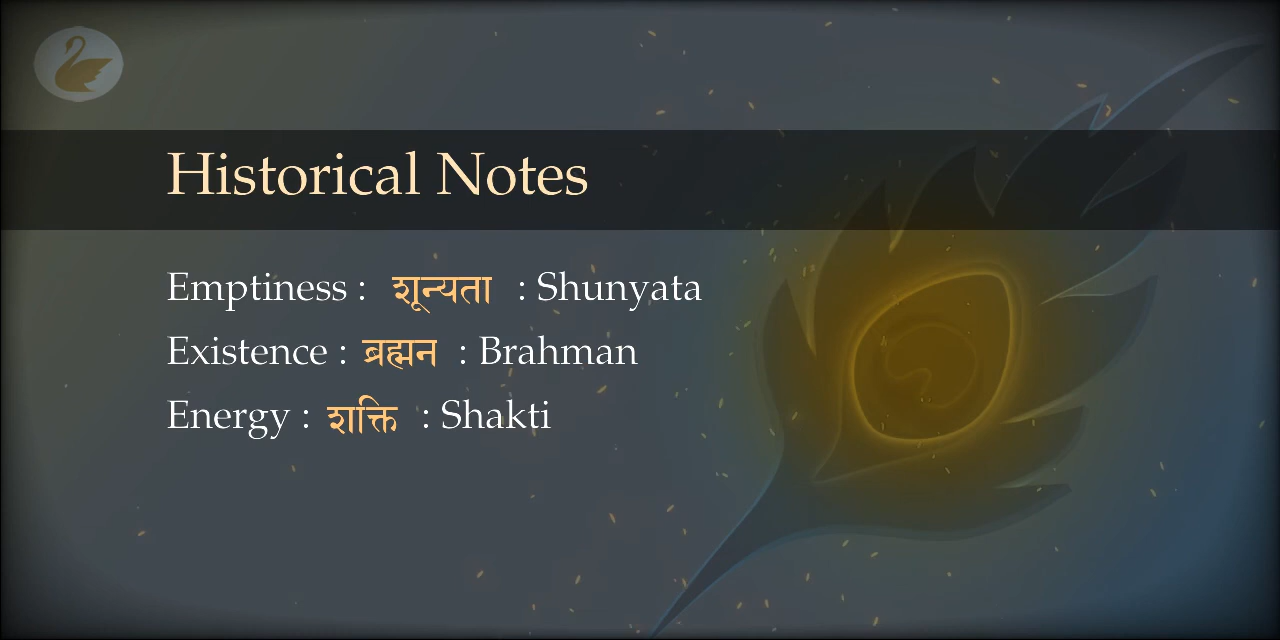 Historical Notes
Emptiness : शून्यता : Shunyata
Existence : ब्रह्मन : Brahman
Energy : शक्ति : Shakti